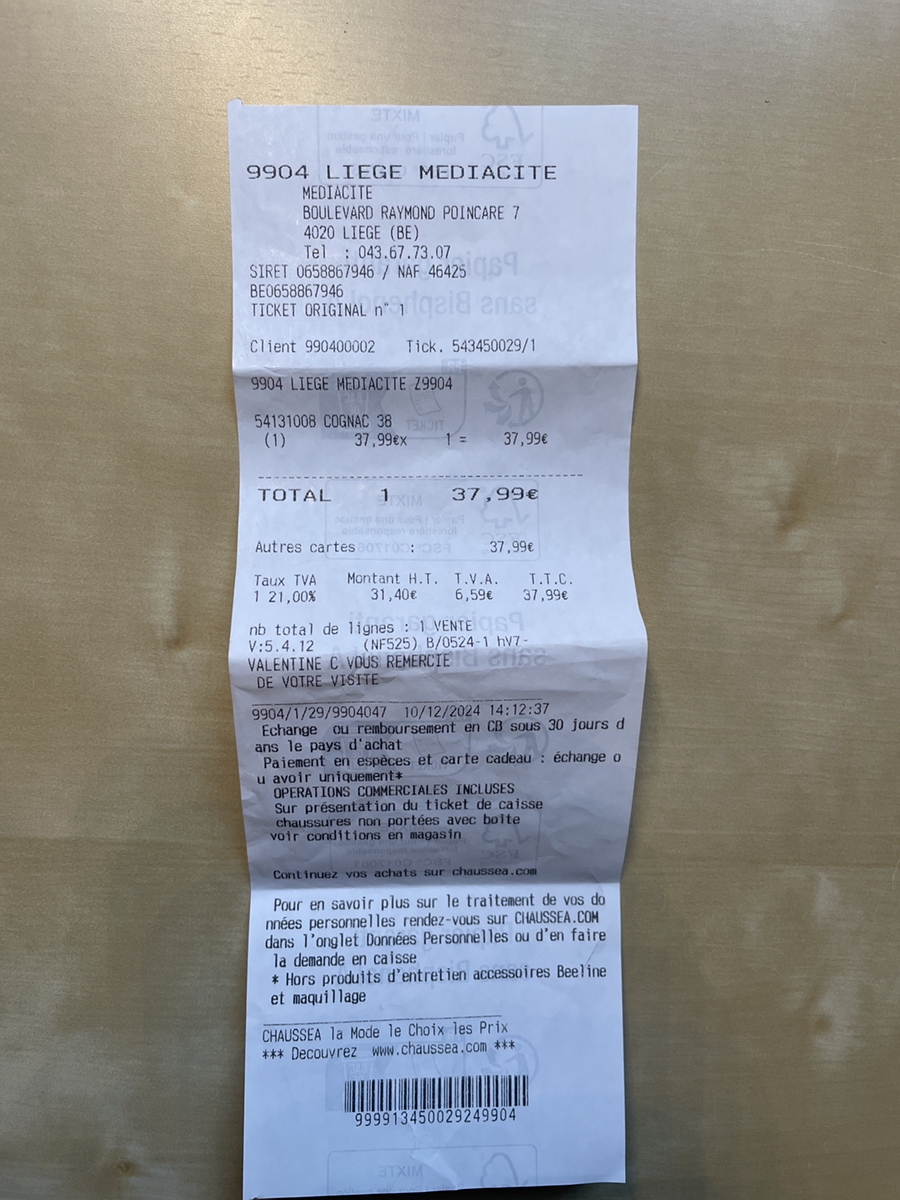 9904 LIEGE MEDIACITE
MEDIACITE
BOULEVARD RAYMOND POINCARE 7
4020 LIEGE (BE)
Tel : 043.67.73.07
SIRET 0658867946 / NAF 46425
BE0658867946
TICKET ORIGINAL n° 1
Client 990400002 Tick. 543450029/1
9904 LIEGE MEDIACITE Z9904
54131008 COGNAC 38
(1) 37,99€x 1 = 37,99€
TOTAL 1 37,99€
Autres cartes : 37,99€
Taux TVA Montant H.T. T.V.A. T.T.C.
1 21,00% 31,40€ 6,59€ 37,99€
nb total de lignes : 1 VENTE
V:5.4.12 (NF525) B/0524-1 hV7-
VALENTINE C VOUS REMERCIE
DE VOTRE VISITE
9904/1/29/9904047 10/12/2024 14:12:37
Echange ou remboursement en CB sous 30 jours d
ans le pays d'achat
Paiement en espèces et carte cadeau : échange o
u avoir uniquement*
OPERATIONS COMMERCIALES INCLUSES
Sur présentation du ticket de caisse
chaussures non portées avec boîte
voir conditions en magasin
Continuez vos achats sur chaussea.com
Pour en savoir plus sur le traitement de vos do
nnées personnelles rendez-vous sur CHAUSSEA.COM
dans l'onglet Données Personnelles ou d'en faire
la demande en caisse
* Hors produits d'entretien accessoires Beeline
et maquillage
CHAUSSEA la Mode le Choix les Prix
*** Decouvrez www.chaussea.com ***
999913450029249904